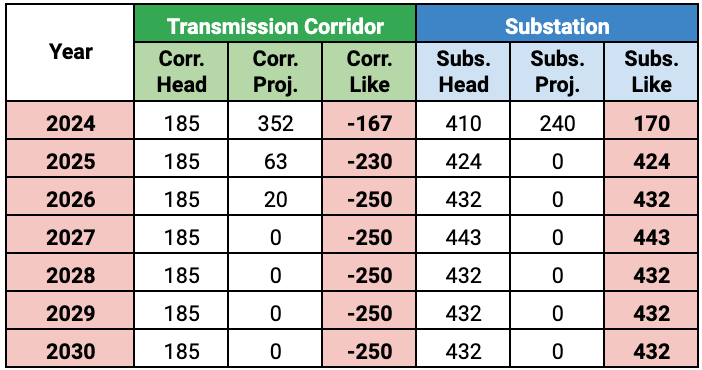 Year Transmission Corridor Substation
Corr. Head Corr. Proj. Corr. Like Subs. Head Subs. Proj. Subs. Like
2024 185 352 -167 410 240 170
2025 185 63 -230 424 0 424
2026 185 20 -250 432 0 432
2027 185 0 -250 443 0 443
2028 185 0 -250 432 0 432
2029 185 0 -250 432 0 432
2030 185 0 -250 432 0 432